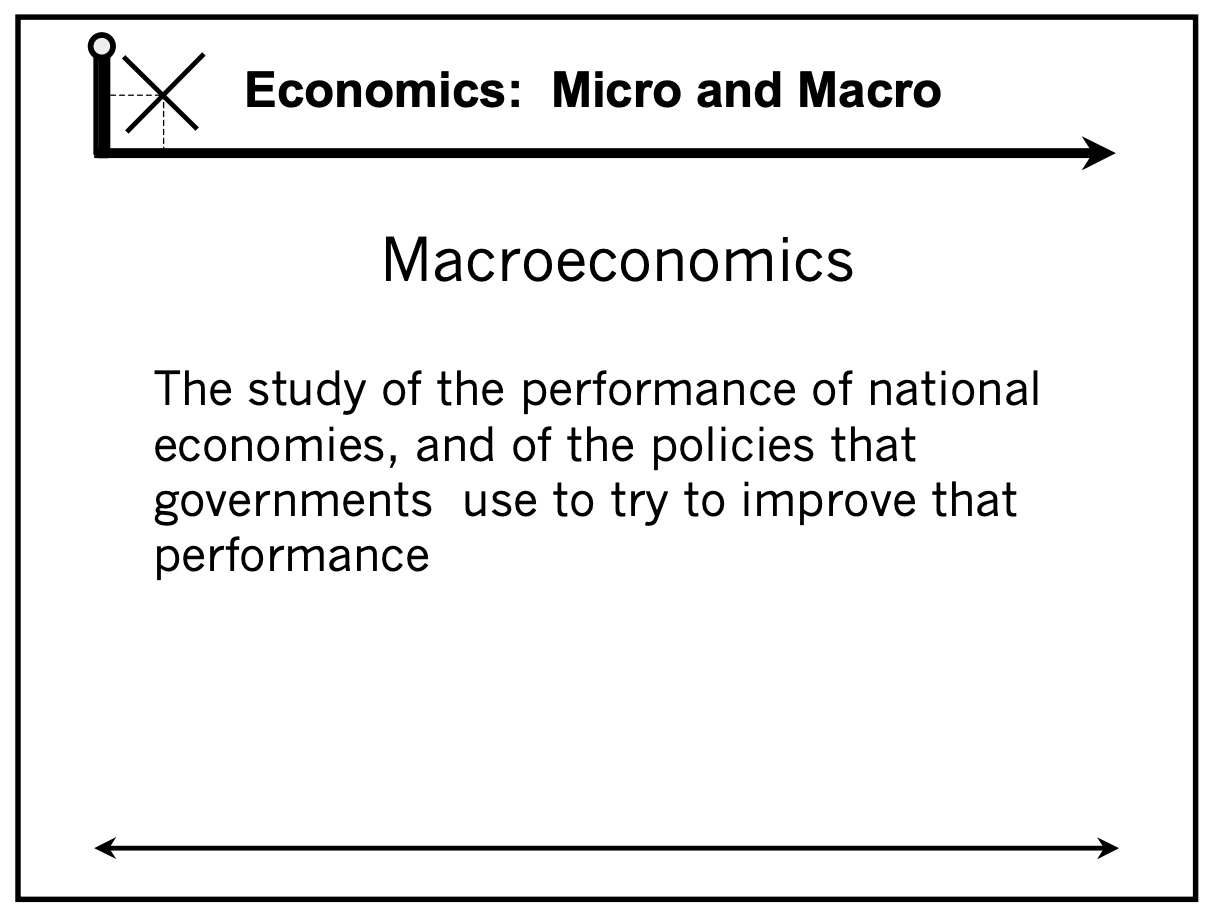 Economics:  Micro and Macro
Macroeconomics
The study of the performance of national
economies, and of the policies that
governments  use to try to improve that
performance